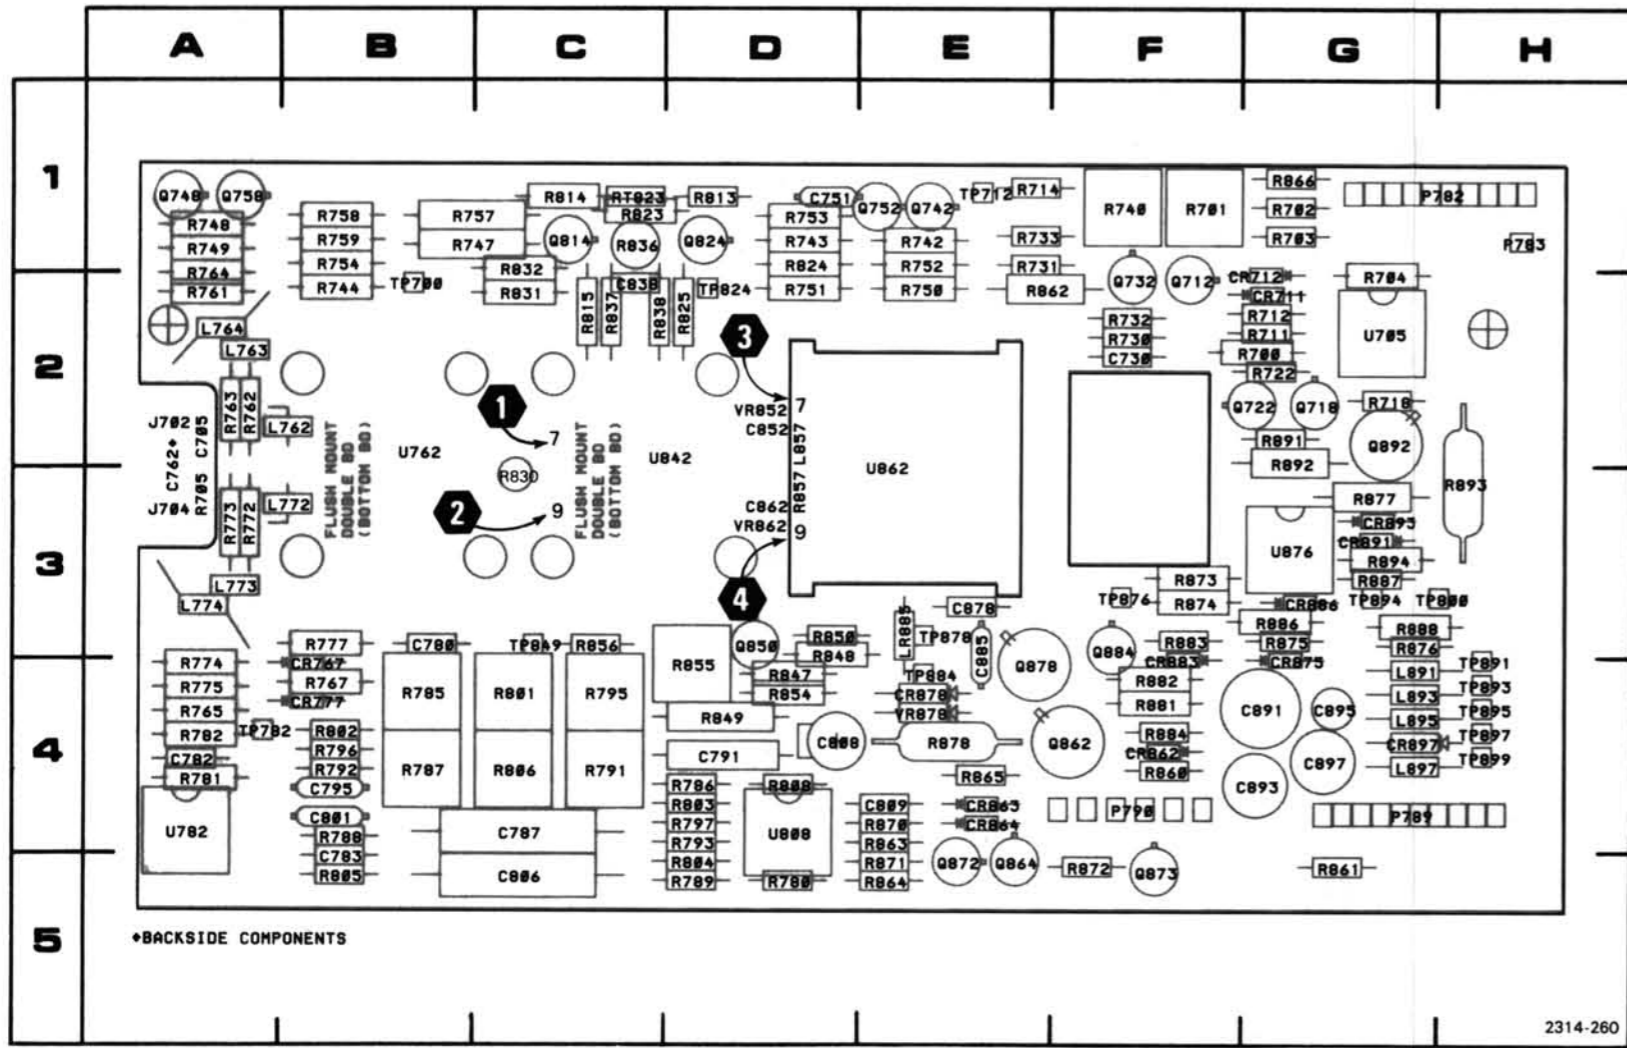 A B C D E F G H
1
Q748 Q758 R814 RT823 R813 C751 Q752 Q742 TP712 R714 R866 P782
R758 R757 R823 R753 R740 R701 R702
R748
R759 R747 Q814 R836 Q824 R743 R742 R733 R703 P783
R749
R764 R754 R832 R824 R752 R731
R761 R744 TP700 R831 C838 TP824 R751 R750 R862 Q732 Q712 CR712 R704
CR711
R815 R837 R838 R825
L764 3 R732 R712 U705
L763 R730 R711
2
C730 R700
R722
R763 R762 1 VR852 7 Q722 Q718 R718
J702 C705 L762 C852
C762* FLUSH MOUNT DOUBLE BD (BOTTOM BD) U762 7 FLUSH MOUNT DOUBLE BD (BOTTOM BD) U842 L857 U862 R891 Q892
R830 R892 R893
J704 R705 R773 R772 L772 2 9 C862 R857 R877
VR862 9 CR893
U876 CR891
3
R894
L773 R873 R887
L774 4 C878 TP876 R874 CR886 TP894 TP800
R886 R888
R777 C780 TP849 R856 Q850 R850 LR885 TP878 C885 Q878 Q884 R883 R875 R876
R774 CR767 R855 R848 CR883 CR875 TP891
R775 R767 R785 R801 R795 R847 TP884 R882 L891
CR777 R854 CR878 R881 C891 L893 TP893
R765 R849 VR878 C895 L895 TP895
R782 TP782 R802 C808 R878 Q862 R884 CR897 TP897
4
C782 R796 R787 R806 R791 C791 CR862 C897 TP899
R781 R792 R865 R860 L897
C795 R786 R808 C893
C801 R803 C809 CR863 P790 P789
U782 R788 C787 R797 U808 R870 CR864
R793 R863
C783 R804 R871 Q872 Q864 R872 Q873 R861
R805 C806 R789 R780 R864
5
*BACKSIDE COMPONENTS
2314-260